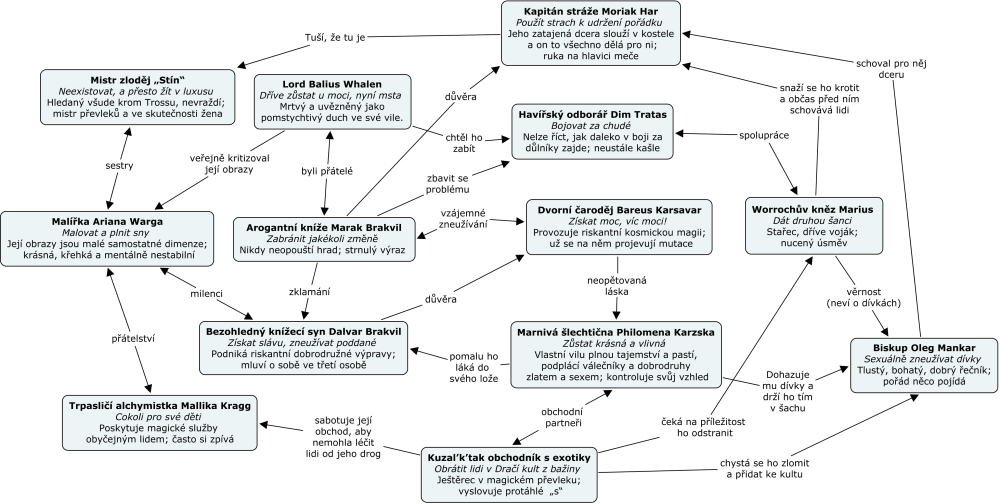 Kapitán stráže Moriak Har
Použít strach k udržení pořádku
Jeho zatajená dcera slouží v kostele
a on to všechno dělá pro ni;
ruka na hlavici meče
Tuší, že tu je
schoval pro něj
dceru
Mistr zloděj „Stín“
Neexistovat, a přesto žít v luxusu
Hledaný všude krom Trossu, nevraždí;
mistr převleků a ve skutečnosti žena
Lord Balius Whalen
Dříve zůstat u moci, nyní msta
Mrtvý a uvězněný jako
pomstychtivý duch ve své vile.
důvěra
snaží se ho krotit
a občas před ním
schovává lidi
Havířský odborář Dim Tratas
Bojovat za chudé
Nelze říct, jak daleko v boji za
důlníky zajde; neustále kašle
chtěl ho
zabít
spolupráce
sestry
veřejně kritizoval
její obrazy
byli přátelé
zbavit se
problému
Malířka Ariana Warga
Malovat a plnit sny
Její obrazy jsou malé samostatné dimenze;
krásná, křehká a mentálně nestabilní
Arogantní kníže Marak Brakvil
Zabránit jakékoli změně
Nikdy neopouští hrad; strnulý výraz
vzájemné
zneužívání
Dvorní čaroděj Bareus Karsavar
Získat moc, víc moci!
Provozuje riskantní kosmickou magii;
už se na něm projevují mutace
Worrochův kněz Marius
Dát druhou šanci
Stařec, dříve voják;
nucený úsměv
milenci
zklamání
důvěra
neopětovaná
láska
věrnost
(neví o dívkách)
přátelství
Bezohledný knížecí syn Dalvar Brakvil
Získat slávu, zneužívat poddané
Podniká riskantní dobrodružné výpravy;
mluví o sobě ve třetí osobě
pomalu ho
láká do
svého lože
Marnivá šlechtična Philomena Karzska
Zůstat krásná a vlivná
Vlastní vilu plnou tajemství a pastí,
podplácí válečníky a dobrodruhy
zlatem a sexem; kontroluje svůj vzhled
Biskup Oleg Mankar
Sexuálně zneužívat dívky
Tlustý, bohatý, dobrý řečník;
pořád něco pojídá
Dohazuje
mu dívky a
drží ho tím
v šachu
Trpasličí alchymistka Mallika Kragg
Cokoli pro své děti
Poskytuje magické služby
obyčejným lidem; často si zpívá
sabotuje její
obchod, aby
nemohla léčit
lidi od jeho drog
obchodní
partneři
čeká na příležitost
ho odstranit
Kuzal’k’tak obchodník s exotiky
Obrátit lidi v Dračí kult z bažiny
Ještěrec v magickém převleku;
vyslovuje protáhlé „s“
chystá se ho zlomit
a přidat ke kultu